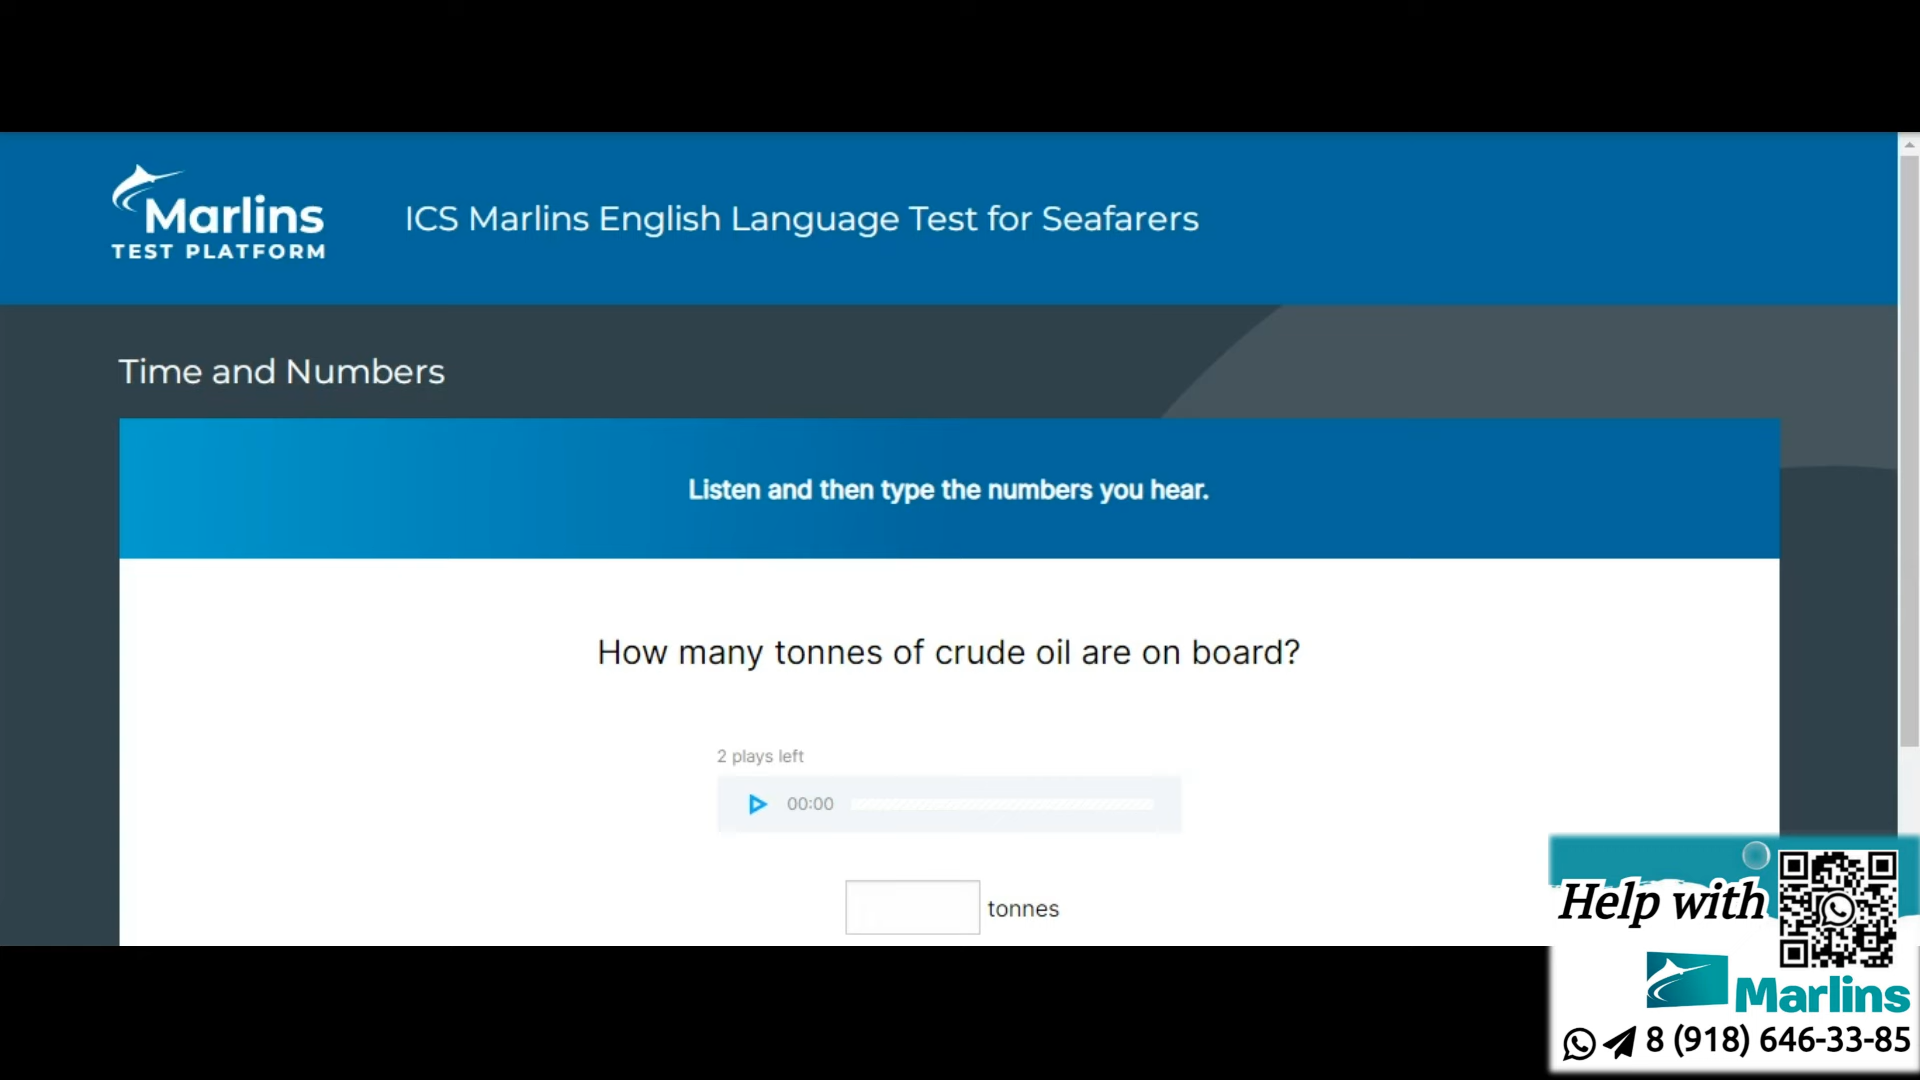 Marlins
TEST PLATFORM
ICS Marlins English Language Test for Seafarers
Time and Numbers
Listen and then type the numbers you hear.
How many tonnes of crude oil are on board?
2 plays left
00:00
tonnes
Help with
Marlins
8 (918) 646-33-85